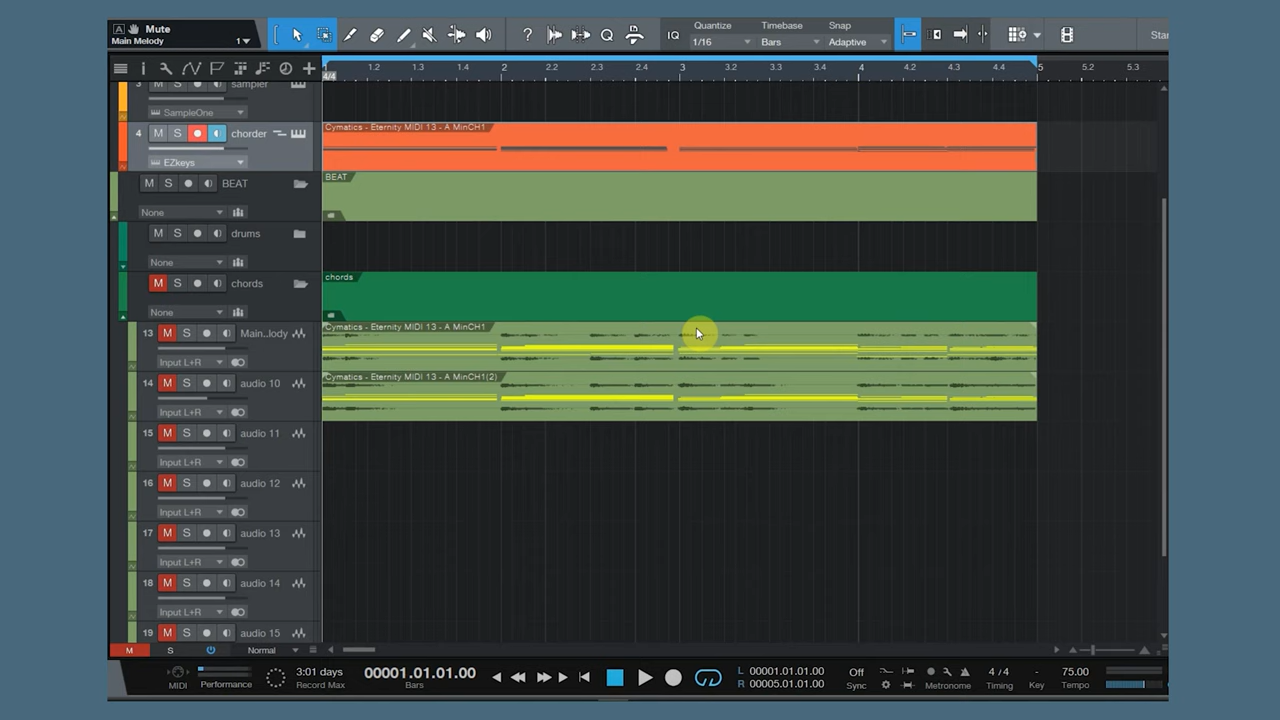 A Mute
Main Melody 1
Quantize Timebase Snap
IQ 1/16 Bars Adaptive Star
1 1.2 1.3 1.4 2 2.2 2.3 2.4 3 3.2 3.3 3.4 4 4.2 4.3 4.4 5 5.2 5.3
4/4
3 M S sampler
SampleOne
4 M S chorder
EZkeys
Cymatics - Eternity MIDI 13 - A MinCH1
M S BEAT
None
BEAT
M S drums
None
M S chords
None
chords
13 M S Main..lody
Input L+R
Cymatics - Eternity MIDI 13 - A MinCH1
14 M S audio 10
Input L+R
Cymatics - Eternity MIDI 13 - A MinCH1(2)
15 M S audio 11
Input L+R
16 M S audio 12
Input L+R
17 M S audio 13
Input L+R
18 M S audio 14
Input L+R
19 M S audio 15
M S Normal
MIDI Performance
3:01 days
Record Max
00001.01.01.00
Bars
L 00001.01.01.00
R 00005.01.01.00
Off
Sync
Metronome
4 / 4
Timing
-
Key
75.00
Tempo